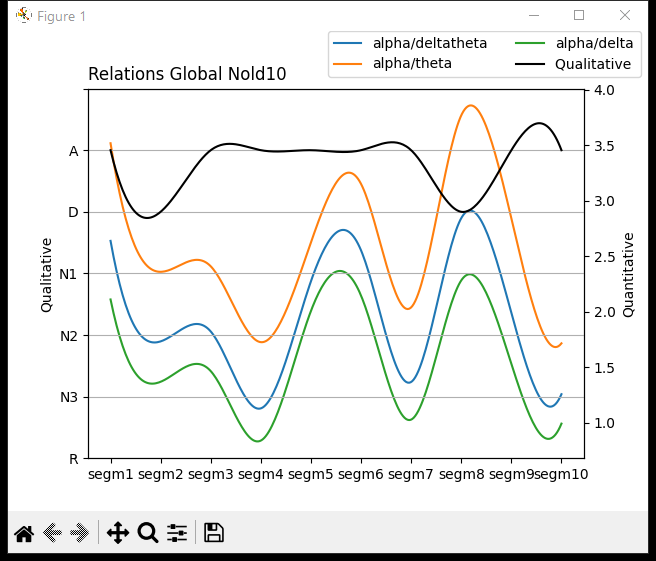 Figure 1
alpha/deltatheta
alpha/theta
alpha/delta
Qualitative
Relations Global Nold10
Qualitative
A
D
N1
N2
N3
R
4.0
3.5
3.0
2.5
2.0
1.5
1.0
Quantitative
segm1 segm2 segm3 segm4 segm5 segm6 segm7 segm8 segm9 segm10